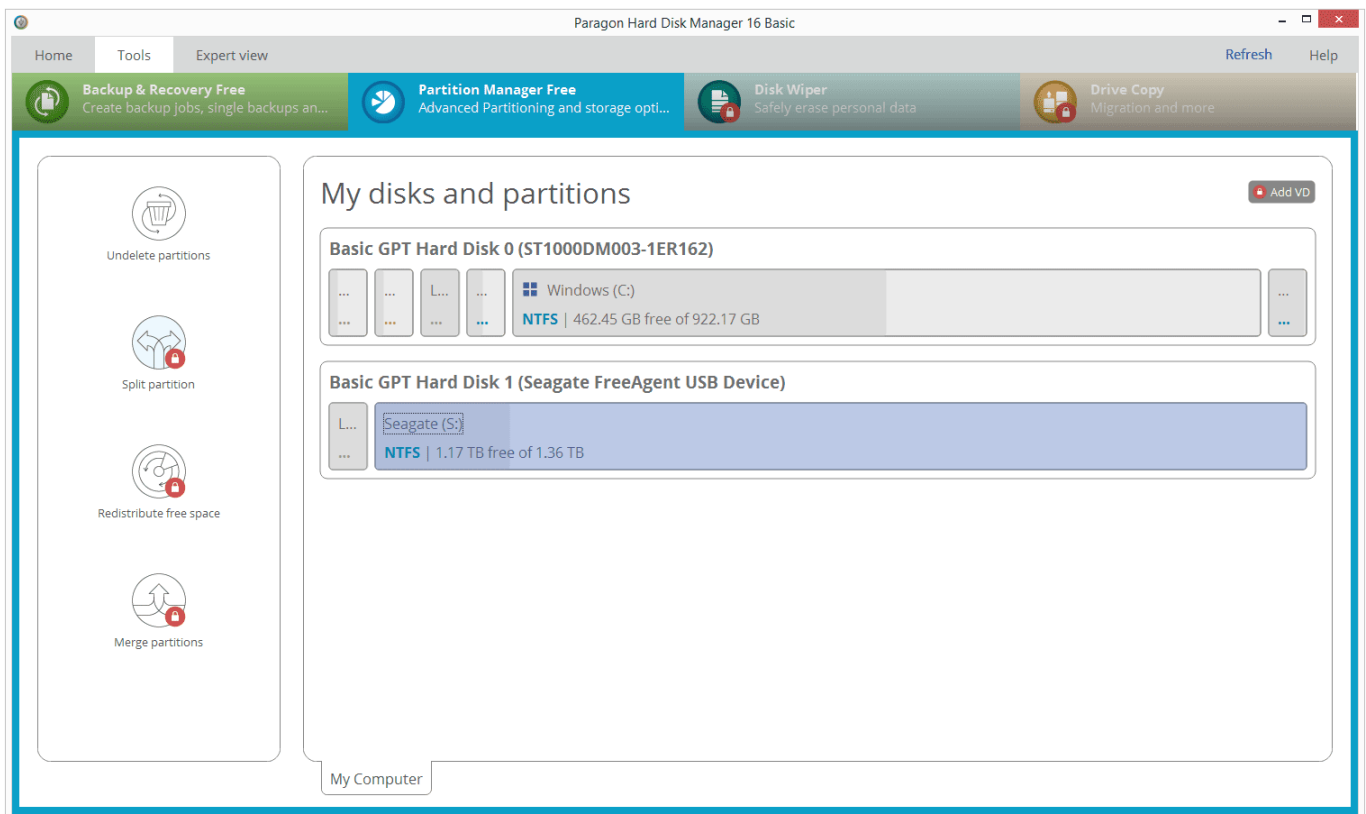 Paragon Hard Disk Manager 16 Basic
Home Tools Expert view Refresh Help
Backup & Recovery Free
Create backup jobs, single backups an...
Partition Manager Free
Advanced Partitioning and storage opti...
Disk Wiper
Safely erase personal data
Drive Copy
Migration and more
Undelete partitions
Split partition
Redistribute free space
Merge partitions
My disks and partitions
Add VD
Basic GPT Hard Disk 0 (ST1000DM003-1ER162)
... ... L... ... Windows (C:) ...
... ... ... ... NTFS | 462.45 GB free of 922.17 GB ...
Basic GPT Hard Disk 1 (Seagate FreeAgent USB Device)
L... Seagate (S:)
... NTFS | 1.17 TB free of 1.36 TB
My Computer